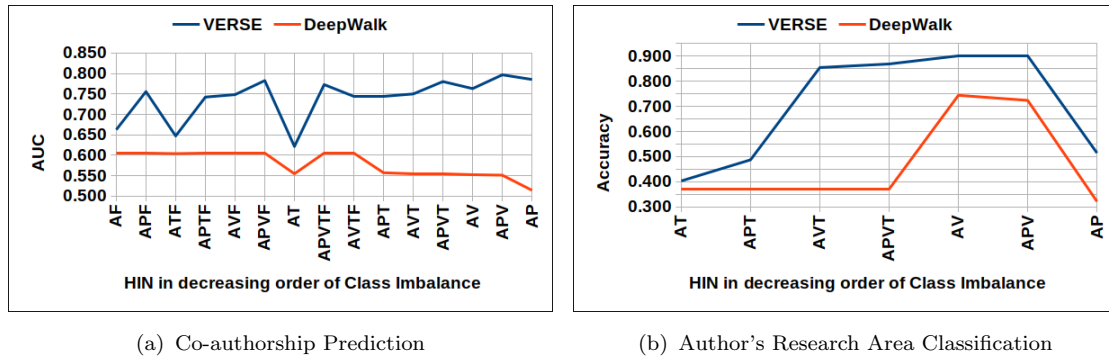 VERSE DeepWalk
0.850
0.800
0.750
0.700
0.650
0.600
0.550
0.500
AUC
AF APF ATF APTF AVF APVF AT APVTF AVTF APT AVT APVT AV APV AP
HIN in decreasing order of Class Imbalance
(a) Co-authorship Prediction
VERSE DeepWalk
0.900
0.800
0.700
0.600
0.500
0.400
0.300
Accuracy
AT APT AVT APVT AV APV AP
HIN in decreasing order of Class Imbalance
(b) Author's Research Area Classification